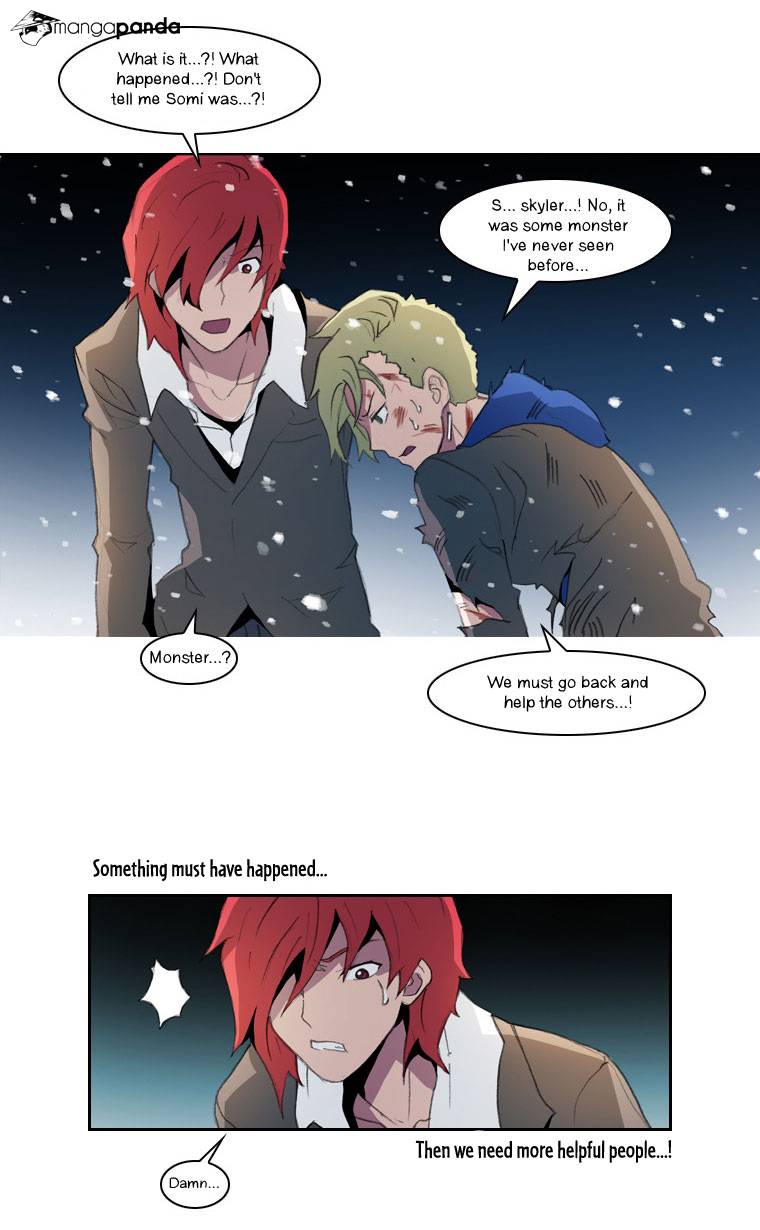 mangapanda
What is it...?! What
happened...?! Don't
tell me Somi was...?!
S... skyler...! No, it
was some monster
I've never seen
before...
Monster...?
We must go back and
help the others...!
Something must have happened...
Then we need more helpful people...!
Damn...